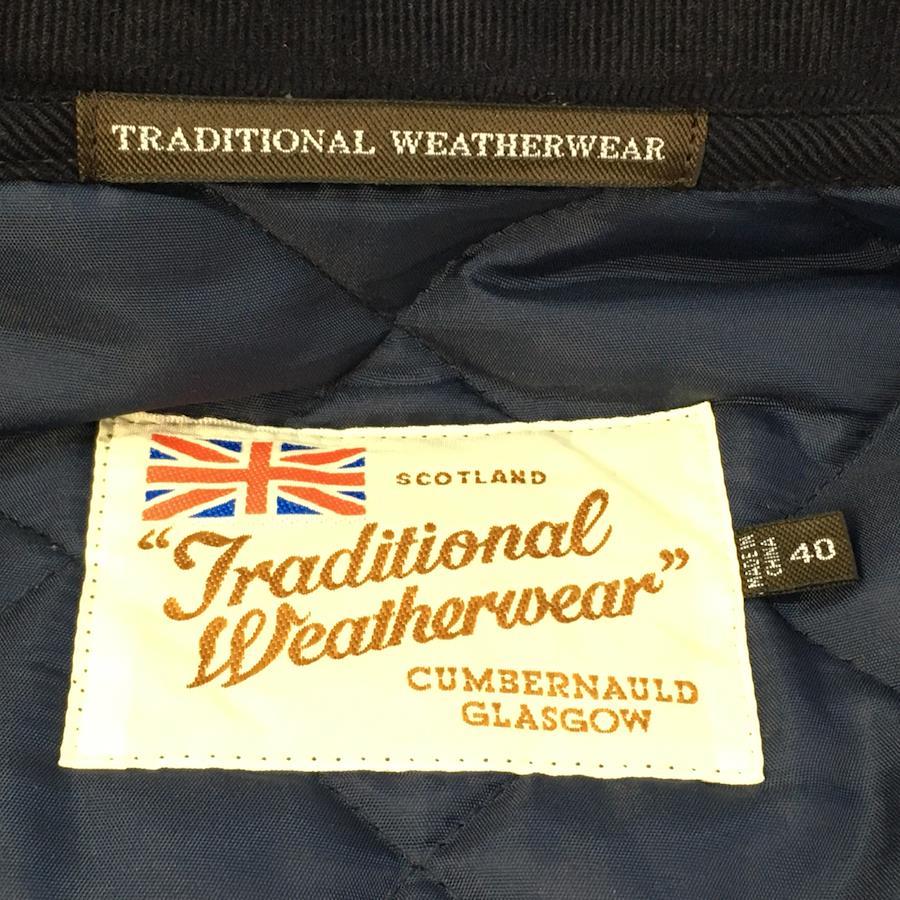 TRADITIONAL WEATHERWEAR
SCOTLAND
"Traditional
Weatherwear"
CUMBERNAULD
GLASGOW
MADE IN
CHINA
40